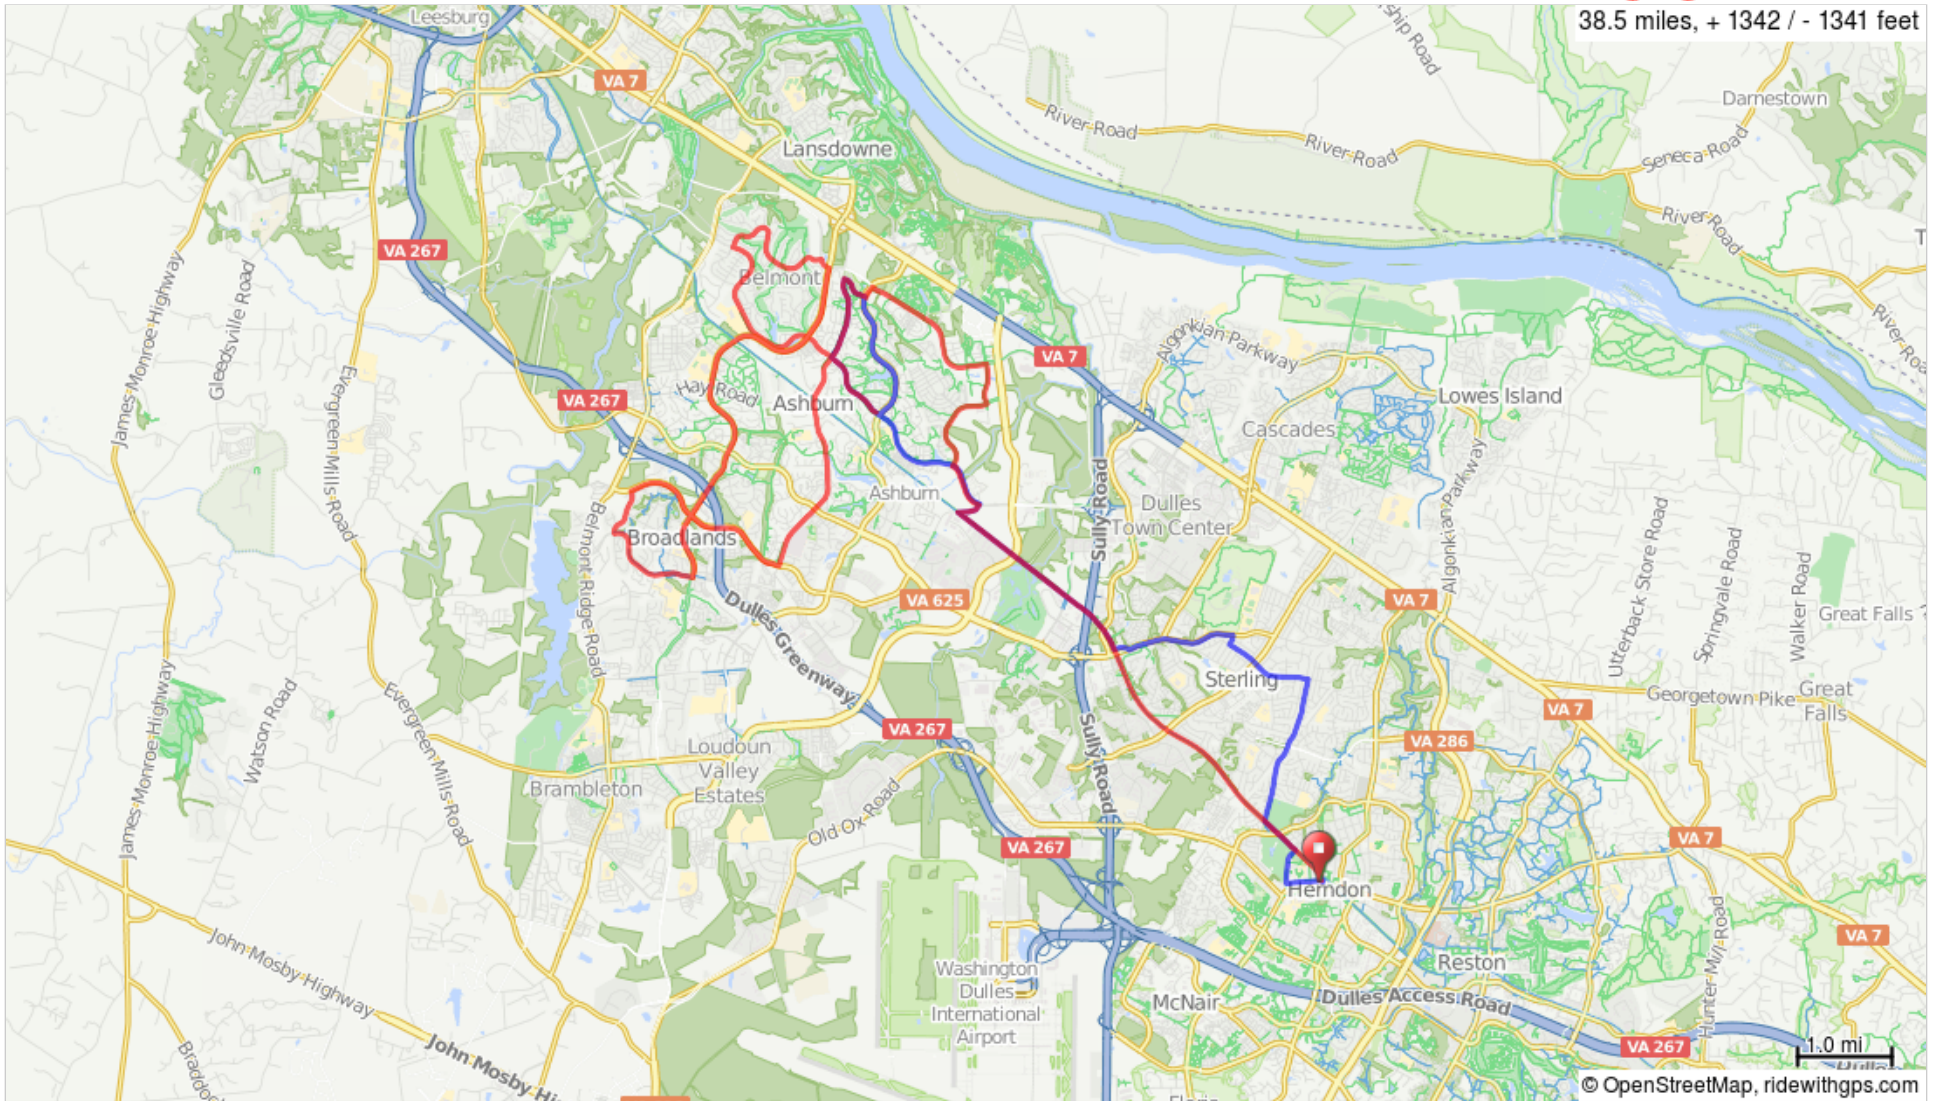 38.5 miles, + 1342 / - 1341 feet
Leesburg
VA 7
River Road
River Road
Darnestown
Seneca Road
Lansdowne
River Road
VA 267
Belmont
James Monroe Highway
Gleedsville Road
River Road
VA 7
Algonkian Parkway
Evergreen Mills Road
Hay Road
VA 267
Ashburn
Lowes Island
Cascades
Sully Road
Ashburn
Dulles
Town Center
Algonkian Parkway
Belmont Ridge Road
Broadlands
Utterback Store Road
Springvale Road
Walker Road
Dulles Greenway
VA 625
VA 7
Great Falls
Sterling
James Monroe Highway
Watson Road
Evergreen Mills Road
Georgetown Pike
Great
Falls
VA 7
VA 267
Sully Road
VA 286
Loudoun
Valley
Estates
Brambleton
Old Ox Road
VA 267
VA 7
Herndon
John Mosby Highway
Hunter Mill Road
VA 7
Washington
Dulles
International
Airport
Reston
McNair
Dulles Access Road
John Mosby Hi
Braddoc
VA 267
1.0 mi
© OpenStreetMap, ridewithgps.com